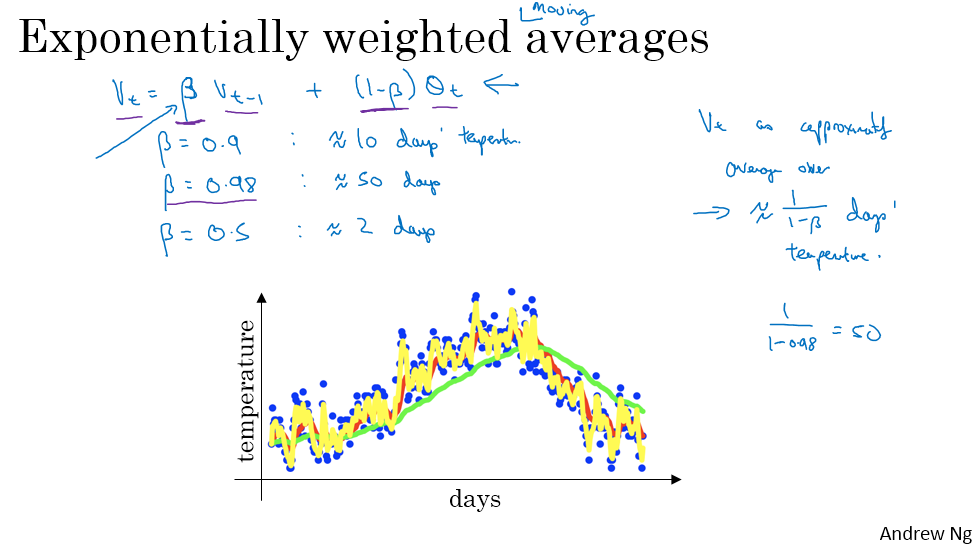 moving
Exponentially weighted averages
Vt = β Vt-1 + (1-β) θt ←
β = 0.9 : ≈ 10 days'
β = 0.98 : ≈ 50 days
β = 0.5 : ≈ 2 days
Vt as
average over
→ ≈ 1/(1-β) days'
temperature.
1/(1-0.98) = 50
temperature
days
Andrew Ng